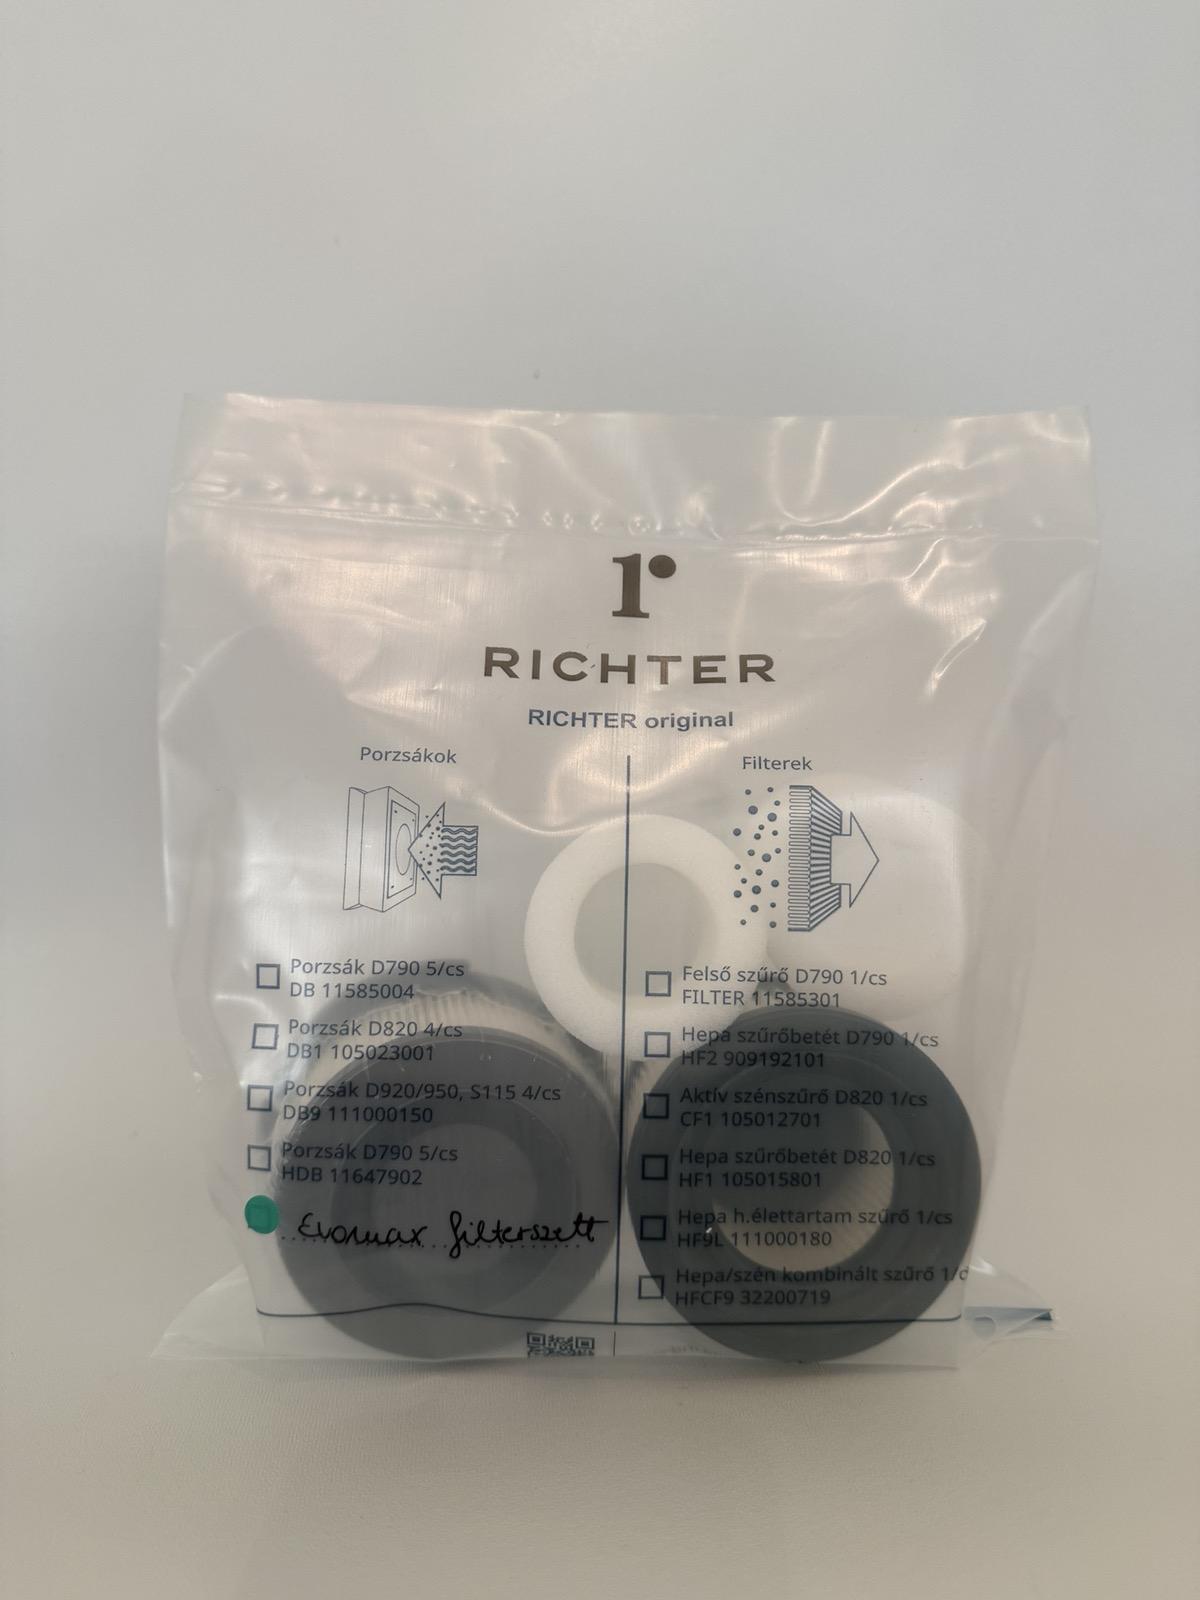 RICHTER
RICHTER original
Porzsákok
Porzsák D790 5/cs
DB 11585004
Porzsák D820 4/cs
DB1 105023001
Porzsák D920/950, S115 4/cs
DB9 111000150
Porzsák D790 5/cs
HDB 11647902
Evomax filterszett
Filterek
Felső szűrő D790 1/cs
FILTER 11585301
Hepa szűrőbetét D790 1/cs
HF2 909192101
Aktív szénszűrő D820 1/cs
CF1 105012701
Hepa szűrőbetét D820 1/cs
HF1 105015801
Hepa h.élettartam szűrő 1/cs
HF9L 111000180
Hepa/szén kombinált szűrő 1/c
HFCF9 32200719